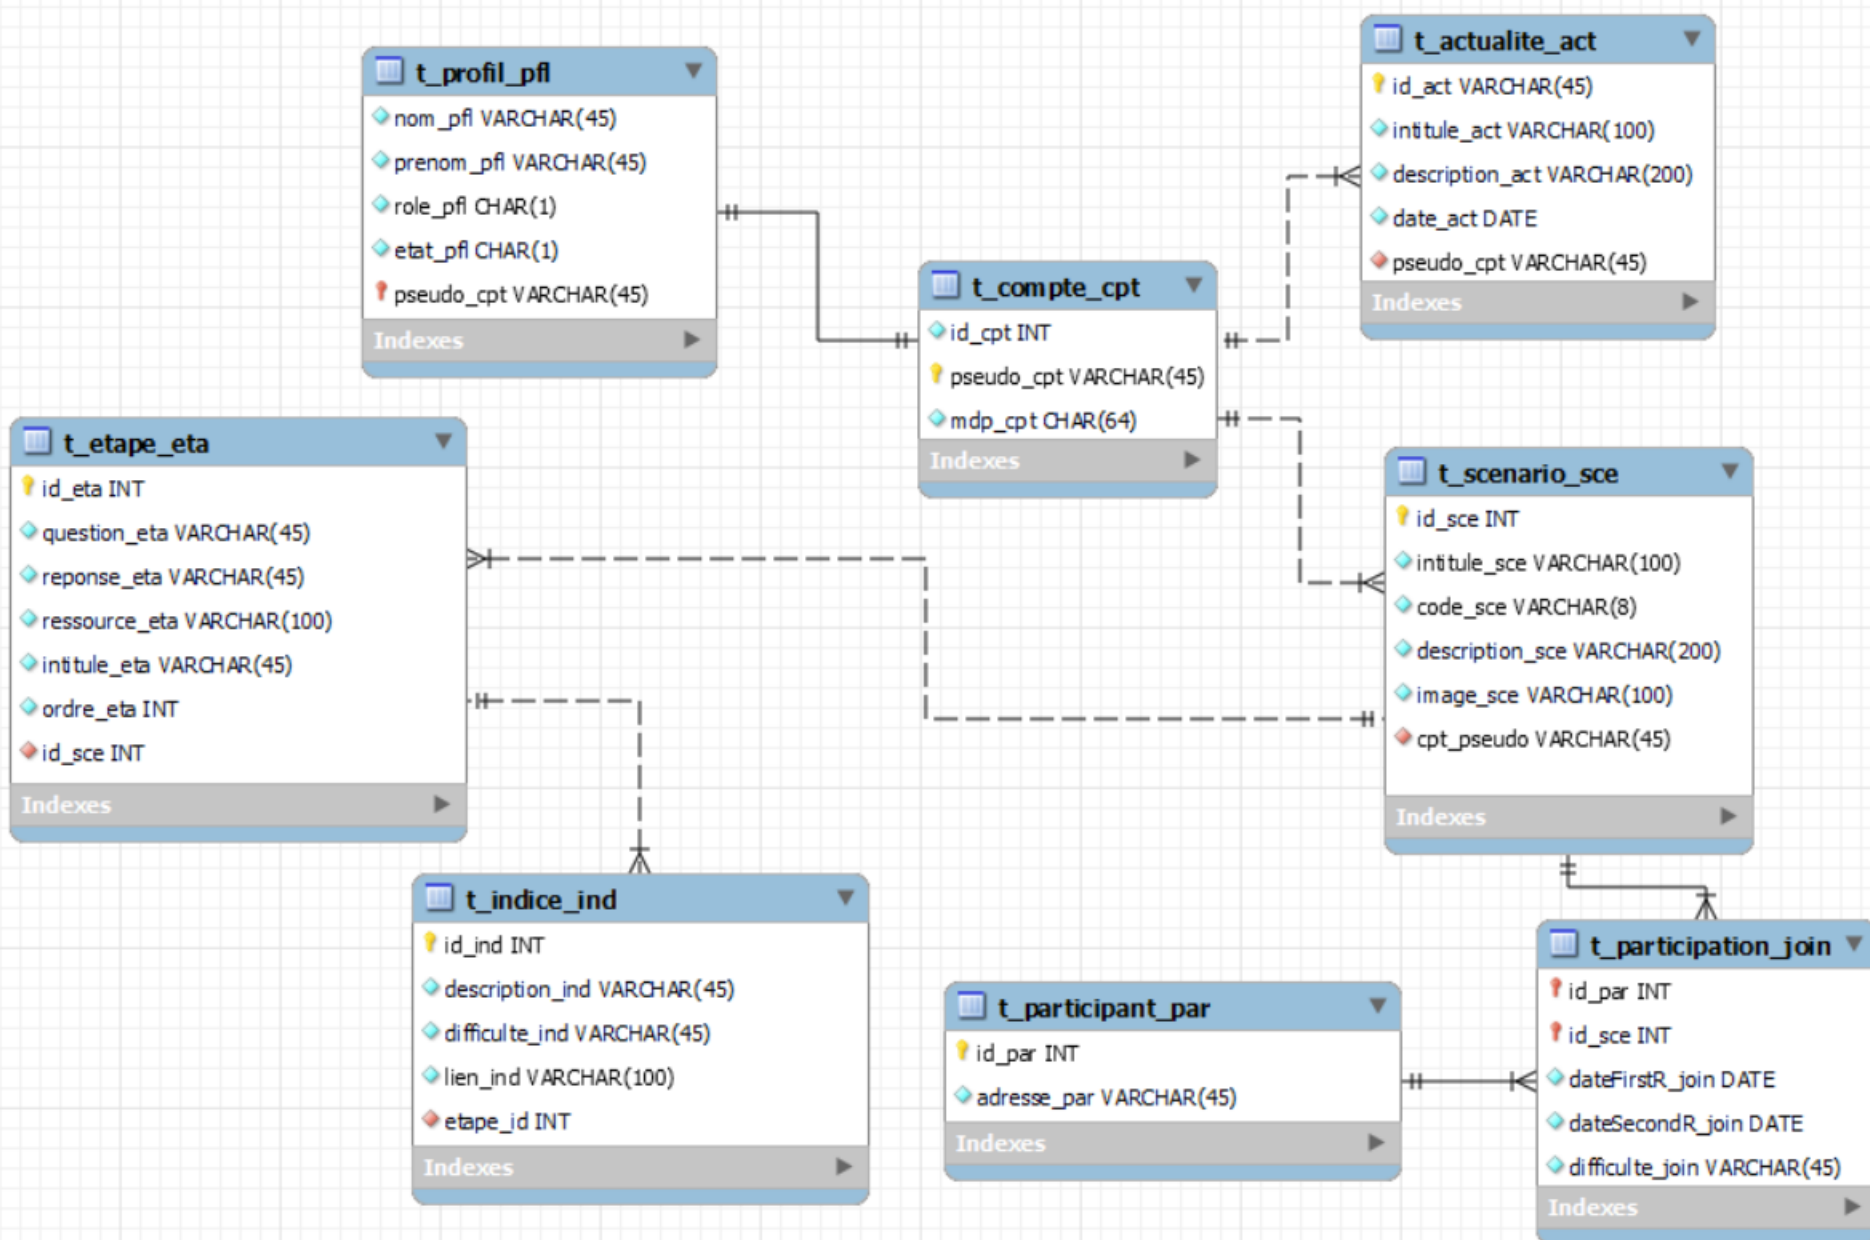 t_profil_pfl
nom_pfl VARCHAR(45)
prenom_pfl VARCHAR(45)
role_pfl CHAR(1)
etat_pfl CHAR(1)
pseudo_cpt VARCHAR(45)
Indexes
t_actualite_act
id_act VARCHAR(45)
intitule_act VARCHAR(100)
description_act VARCHAR(200)
date_act DATE
pseudo_cpt VARCHAR(45)
Indexes
t_compte_cpt
id_cpt INT
pseudo_cpt VARCHAR(45)
mdp_cpt CHAR(64)
Indexes
t_etape_eta
id_eta INT
question_eta VARCHAR(45)
reponse_eta VARCHAR(45)
ressource_eta VARCHAR(100)
intitule_eta VARCHAR(45)
ordre_eta INT
id_sce INT
Indexes
t_scenario_sce
id_sce INT
intitule_sce VARCHAR(100)
code_sce VARCHAR(8)
description_sce VARCHAR(200)
image_sce VARCHAR(100)
cpt_pseudo VARCHAR(45)
Indexes
t_indice_ind
id_ind INT
description_ind VARCHAR(45)
difficulte_ind VARCHAR(45)
lien_ind VARCHAR(100)
etape_id INT
Indexes
t_participant_par
id_par INT
adresse_par VARCHAR(45)
Indexes
t_participation_join
id_par INT
id_sce INT
dateFirstR_join DATE
dateSecondR_join DATE
difficulte_join VARCHAR(45)
Indexes